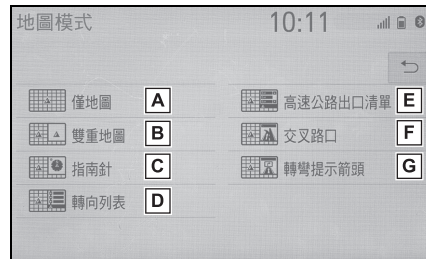 地圖模式 10:11
僅地圖 A
雙重地圖 B
指南針 C
轉向列表 D
高速公路出口清單 E
交叉路口 F
轉彎提示箭頭 G